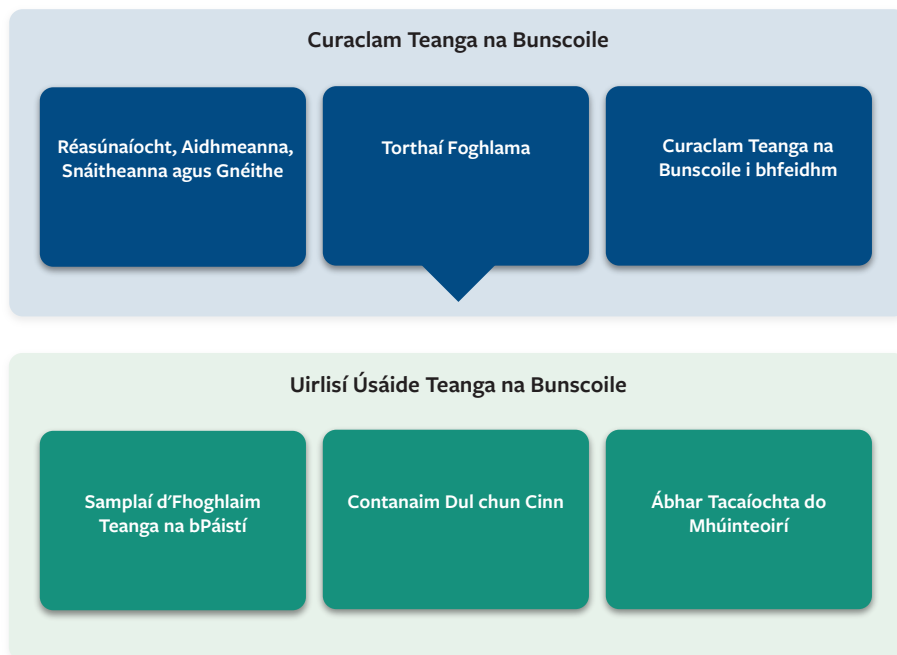 Curaclam Teanga na Bunscoile
Réasúnaíocht, Aidhmeanna,
Snáitheanna agus Gnéithe
Torthaí Foghlama
Curaclam Teanga na
Bunscoile i bhfeidhm
Uirlisí Úsáide Teanga na Bunscoile
Samplaí d'Fhoghlaim
Teanga na bPáistí
Contanaim Dul chun Cinn
Ábhar Tacaíochta do
Mhúinteoirí